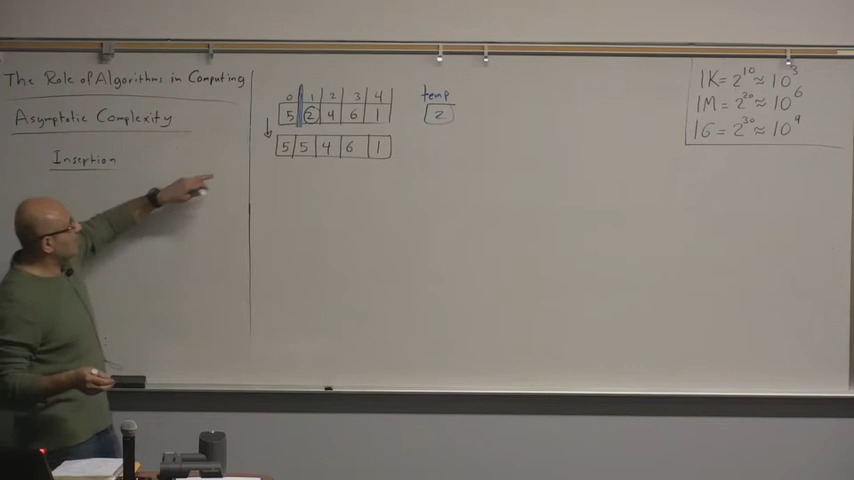 The Role of Algorithms in Computing
Asymptotic Complexity
Insertion
0 1 2 3 4
5 2 4 6 1
5 5 4 6 1
temp
2
1K = 2^10 ≈ 10^3
1M = 2^20 ≈ 10^6
1G = 2^30 ≈ 10^9